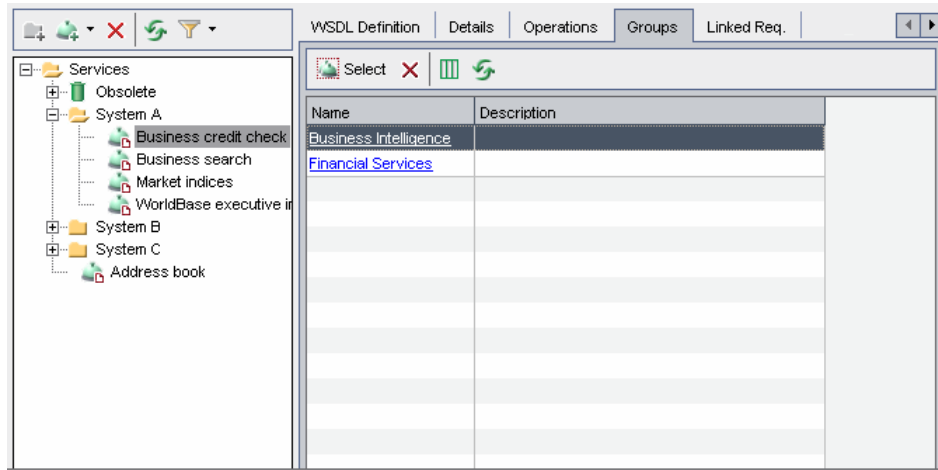 WSDL Definition Details Operations Groups Linked Req.
Services
Obsolete
System A
Business credit check
Business search
Market indices
WorldBase executive
System B
System C
Address book
Select
Name Description
Business Intelligence
Financial Services